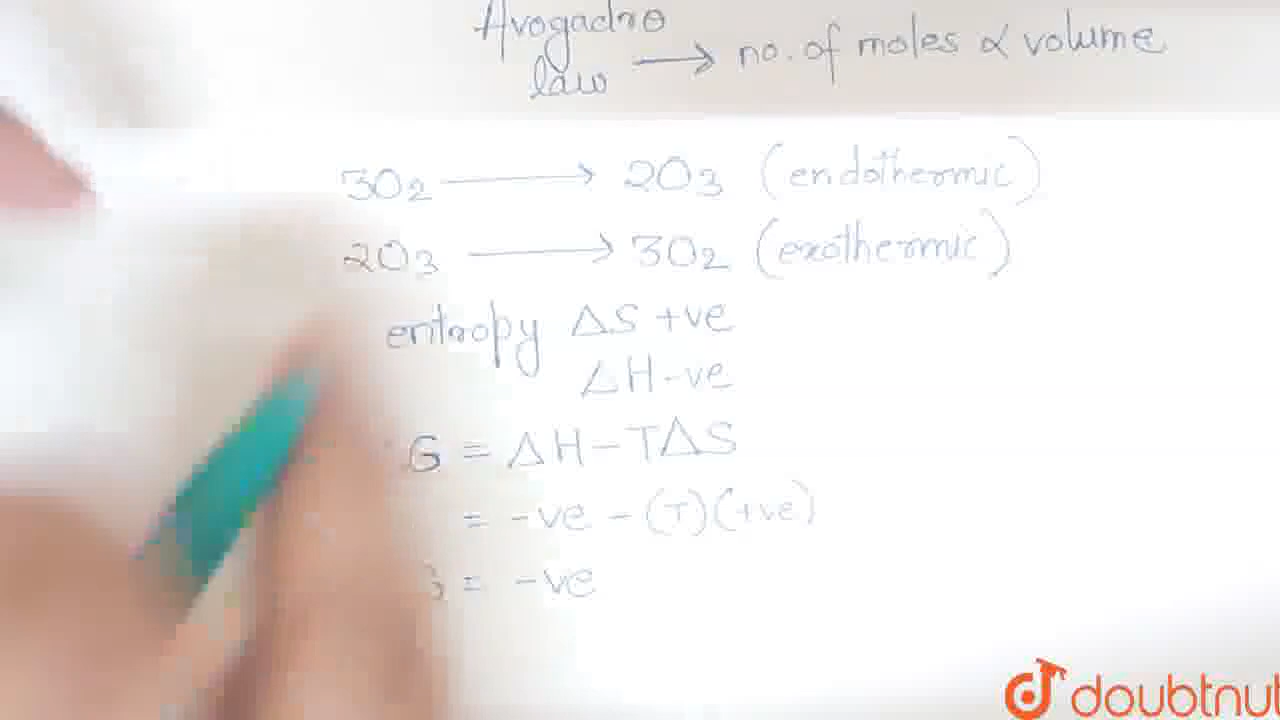 Avogadro
law → no. of moles ∝ volume
3O2 → 2O3 (endothermic)
2O3 → 3O2 (exothermic)
entropy ΔS +ve
ΔH -ve
G = ΔH - TΔS
= -ve - (T)(+ve)
= -ve
doubtnut